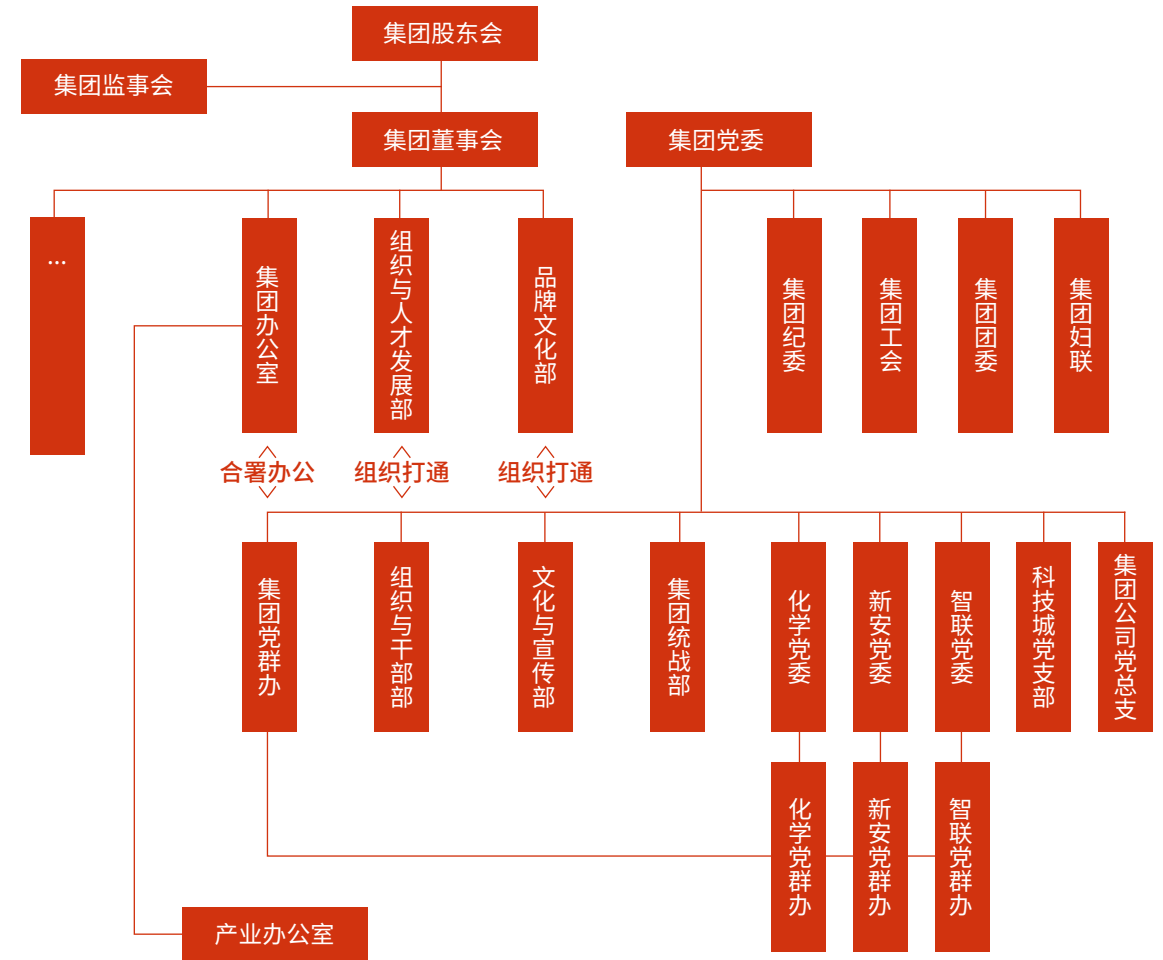 集团股东会
集团监事会
集团董事会
集团党委
...
集团办公室
组织与人才发展部
品牌文化部
集团纪委
集团工会
集团团委
集团妇联
合署办公
组织打通
组织打通
集团党群办
组织与干部部
文化与宣传部
集团统战部
化学党委
新安党委
智联党委
科技城党支部
集团公司党总支
化学党群办
新安党群办
智联党群办
产业办公室